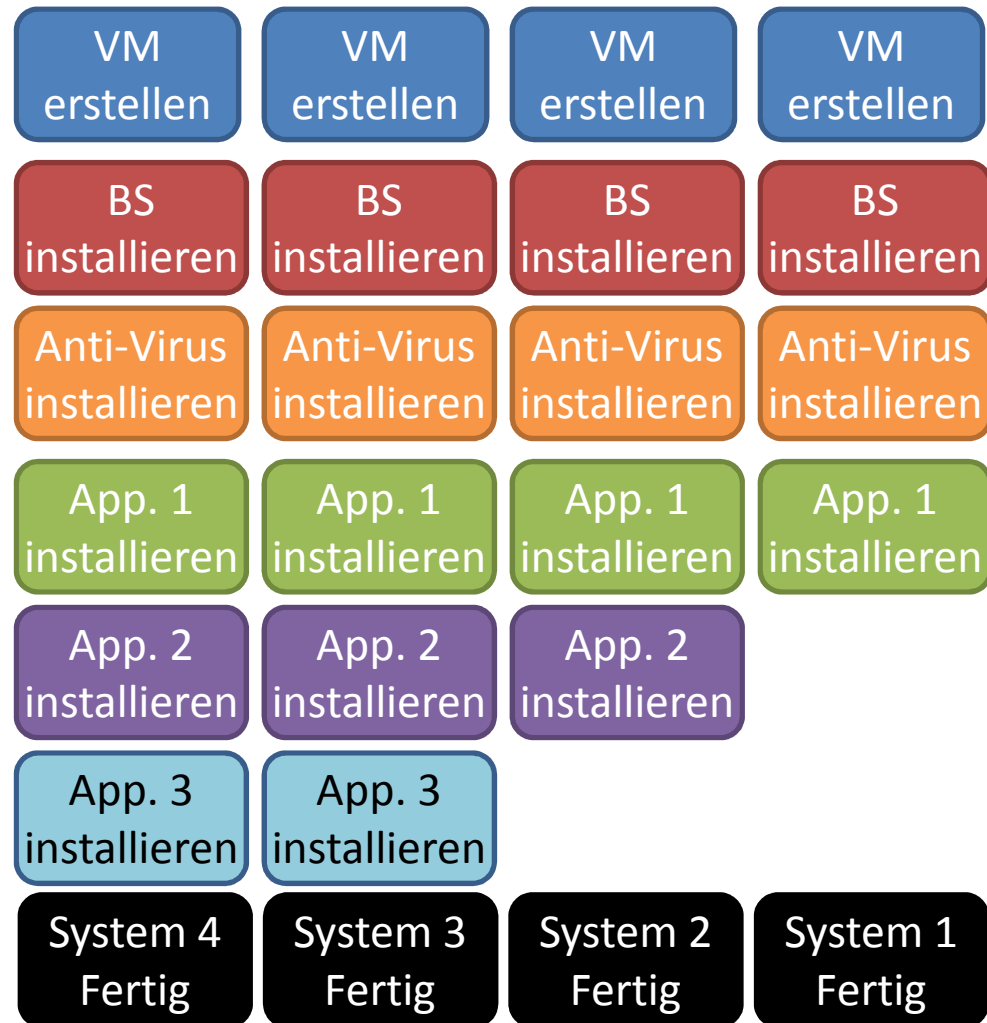 VM
erstellen
VM
erstellen
VM
erstellen
VM
erstellen
BS
installieren
BS
installieren
BS
installieren
BS
installieren
Anti-Virus
installieren
Anti-Virus
installieren
Anti-Virus
installieren
Anti-Virus
installieren
App. 1
installieren
App. 1
installieren
App. 1
installieren
App. 1
installieren
App. 2
installieren
App. 2
installieren
App. 2
installieren
App. 3
installieren
App. 3
installieren
System 4
Fertig
System 3
Fertig
System 2
Fertig
System 1
Fertig